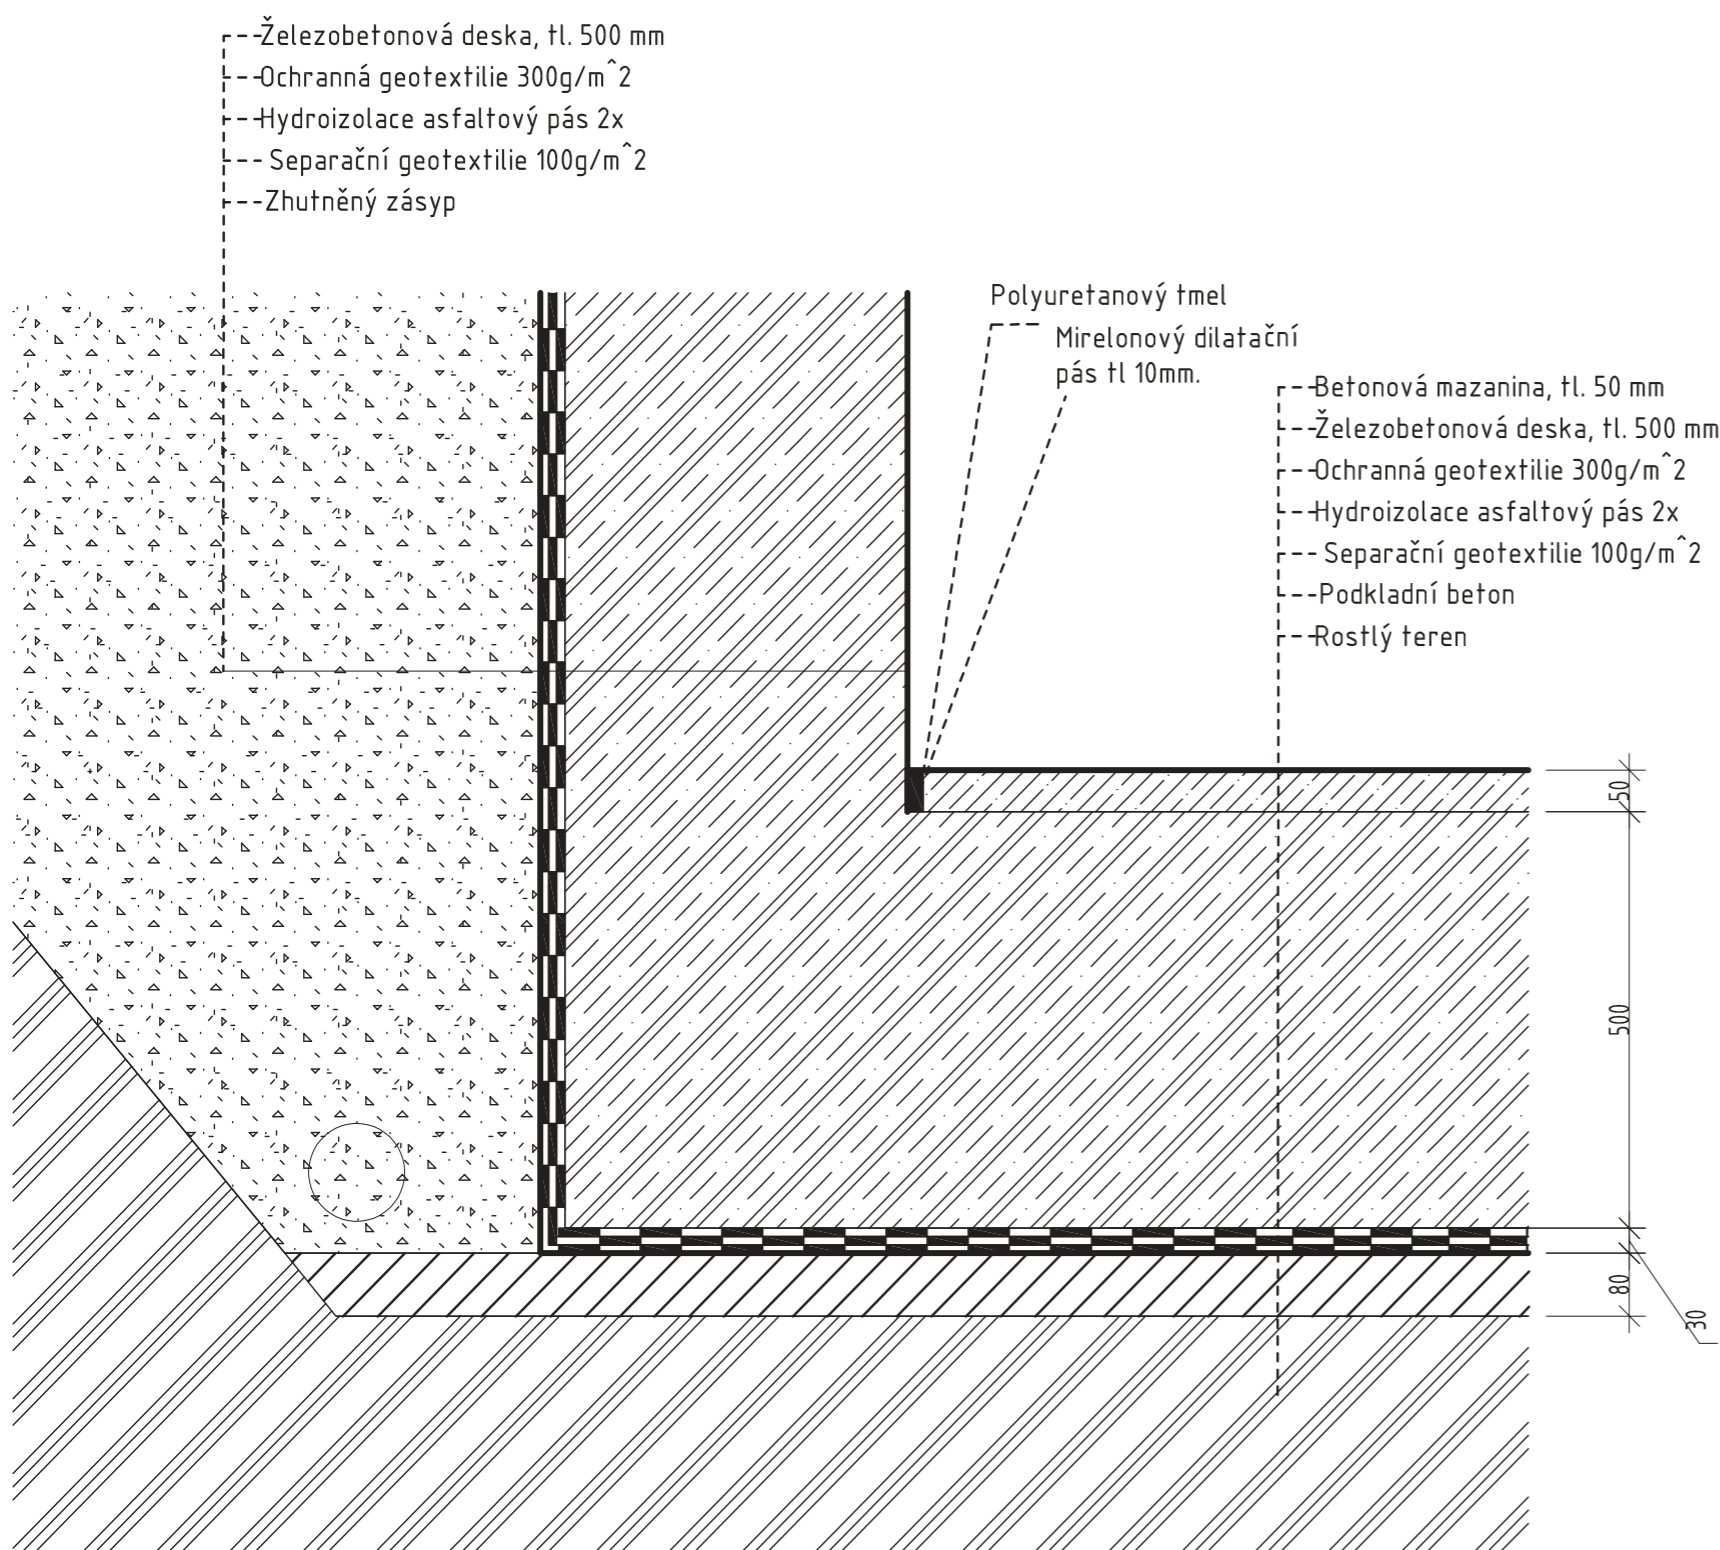 Železobetonová deska, tl. 500 mm
Ochranná geotextilie 300g/m^2
Hydroizolace asfaltový pás 2x
Separační geotextilie 100g/m^2
Zhutněný zásyp
Polyuretanový tmel
Mirelonový dilatační
pás tl 10mm.
Betonová mazanina, tl. 50 mm
Železobetonová deska, tl. 500 mm
Ochranná geotextilie 300g/m^2
Hydroizolace asfaltový pás 2x
Separační geotextilie 100g/m^2
Podkladní beton
Rostlý teren
50
500
80
30